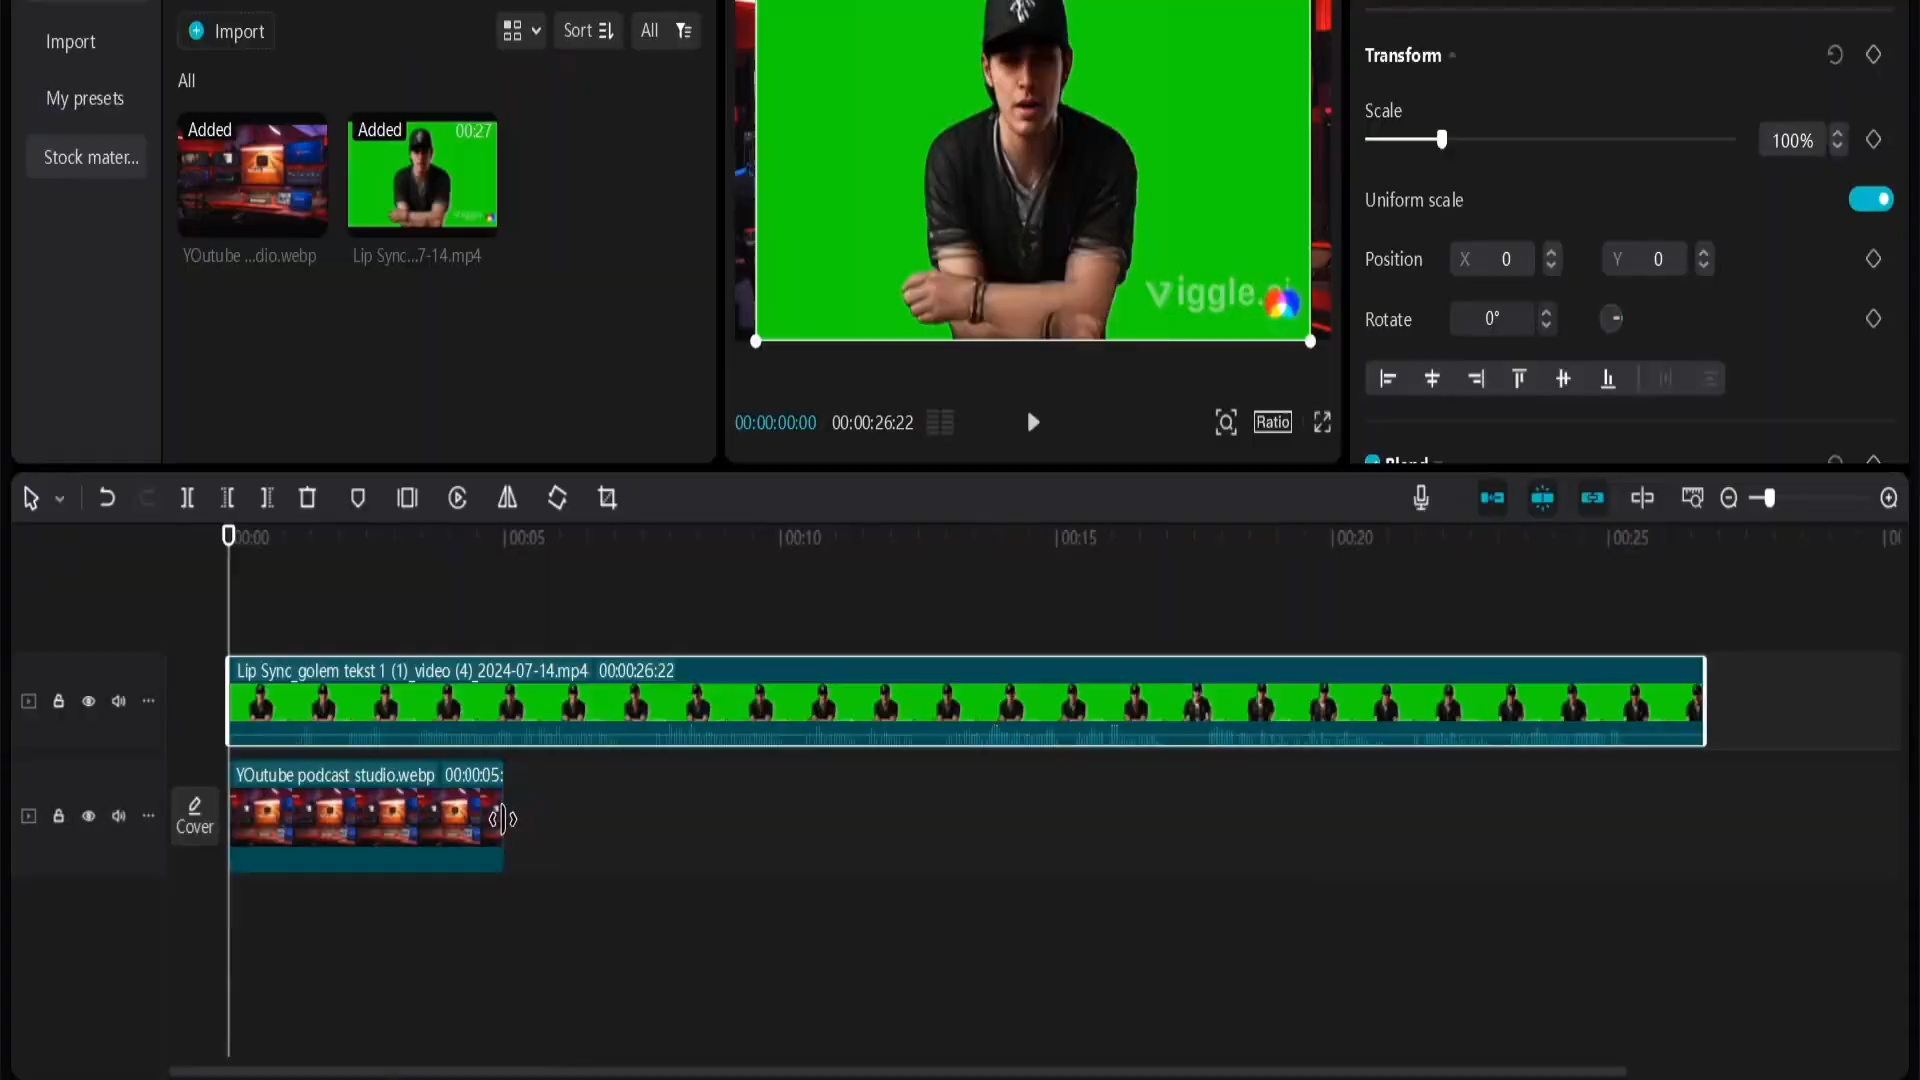 Import
My presets
Stock mater...
Import
Sort
All
All
Added
Added
00:27
YOutube ...dio.webp
Lip Sync...7-14.mp4
Viggle.ai
00:00:00:00
00:00:26:22
Ratio
Transform
Scale
100%
Uniform scale
Position
X 0
Y 0
Rotate
0°
Blend
00:00
00:05
00:10
00:15
00:20
00:25
Lip Sync_golem tekst 1 (1)_video (4)_2024-07-14.mp4 00:00:26:22
YOutube podcast studio.webp 00:00:05:
Cover